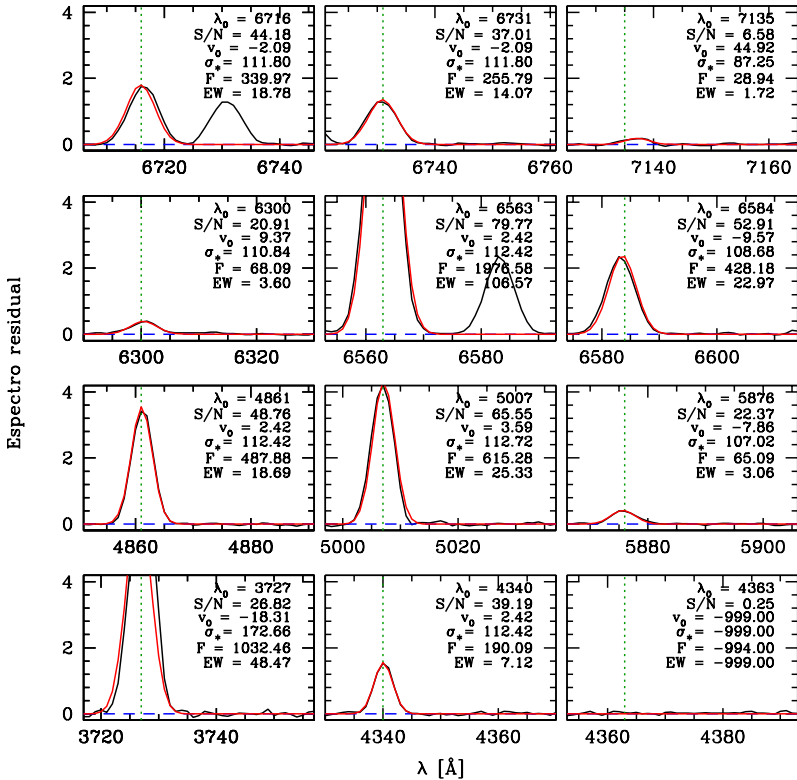 λ₀ = 6716
S/N = 44.18
v₀ = -2.09
σ* = 111.80
F = 339.97
EW = 18.78
4
2
0
6720
6740
λ₀ = 6731
S/N = 37.01
v₀ = -2.09
σ* = 111.80
F = 255.79
EW = 14.07
6740
6760
λ₀ = 7135
S/N = 6.58
v₀ = 44.92
σ* = 87.25
F = 28.94
EW = 1.72
7140
7160
λ₀ = 6300
S/N = 20.91
v₀ = 9.37
σ* = 110.84
F = 68.09
EW = 3.60
4
2
0
6300
6320
λ₀ = 6563
S/N = 79.77
v₀ = 2.42
σ* = 112.42
F = 1976.58
EW = 106.57
6560
6580
λ₀ = 6584
S/N = 52.91
v₀ = -9.57
σ* = 108.68
F = 428.18
EW = 22.97
6580
6600
Espectro residual
λ₀ = 4861
S/N = 48.76
v₀ = 2.42
σ* = 112.42
F = 487.88
EW = 18.69
4
2
0
4860
4880
λ₀ = 5007
S/N = 65.55
v₀ = 3.59
σ* = 112.72
F = 615.28
EW = 25.33
5000
5020
λ₀ = 5876
S/N = 22.37
v₀ = -7.86
σ* = 107.02
F = 65.09
EW = 3.06
5880
5900
λ₀ = 3727
S/N = 26.82
v₀ = -18.31
σ* = 172.66
F = 1032.46
EW = 48.47
4
2
0
3720
3740
λ₀ = 4340
S/N = 39.19
v₀ = 2.42
σ* = 112.42
F = 190.09
EW = 7.12
4340
4360
λ₀ = 4363
S/N = 0.25
v₀ = -999.00
σ* = -999.00
F = -994.00
EW = -999.00
4360
4380
λ [Å]